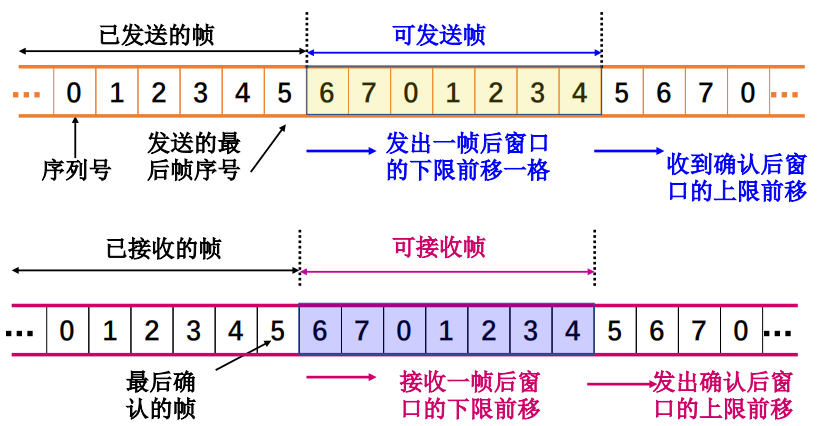 已发送的帧
可发送帧
... 0 1 2 3 4 5 6 7 0 1 2 3 4 5 6 7 0 ...
序列号
发送的最
后帧序号
发出一帧后窗口
的下限前移一格
收到确认后窗
口的上限前移
已接收的帧
可接收帧
... 0 1 2 3 4 5 6 7 0 1 2 3 4 5 6 7 0 ...
最后确
认的帧
接收一帧后窗
口的下限前移
发出确认后窗
口的上限前移